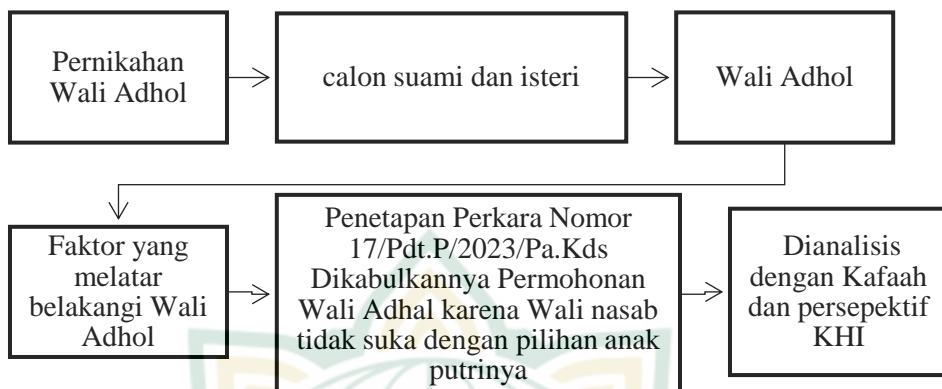 Pernikahan
Wali Adhol
calon suami dan isteri
Wali Adhol
Faktor yang
melatar
belakangi Wali
Adhol
Penetapan Perkara Nomor
17/Pdt.P/2023/Pa.Kds
Dikabulkannya Permohonan
Wali Adhal karena Wali nasab
tidak suka dengan pilihan anak
putrinya
Dianalisis
dengan Kafaah
dan persepektif
KHI